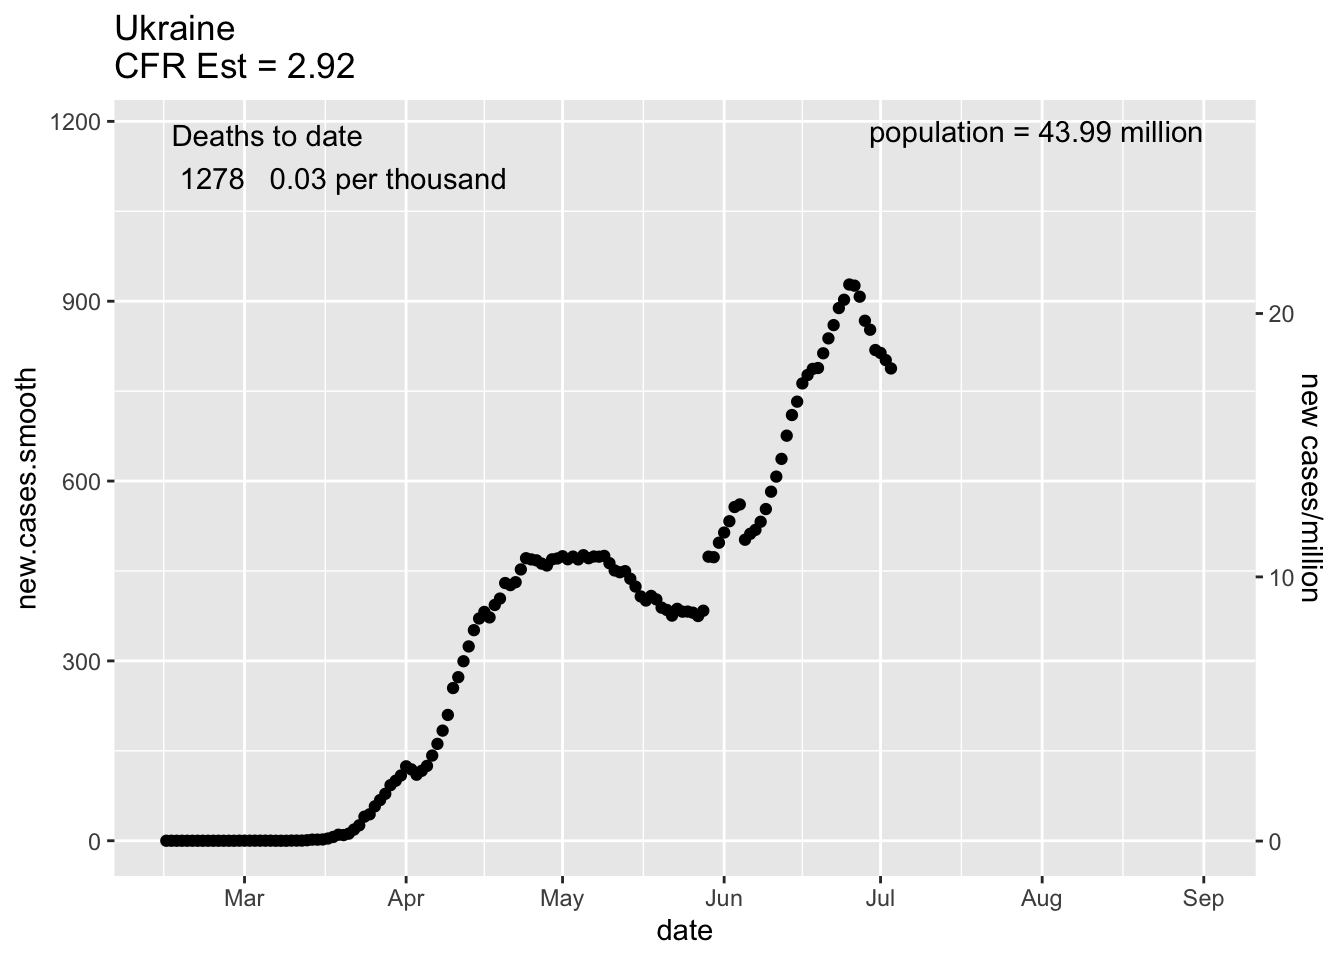 Ukraine
CFR Est = 2.92
Deaths to date
1278 0.03 per thousand
population = 43.99 million
1200
900
600
300
0
new.cases.smooth
20
10
0
new cases/million
Mar Apr May Jun Jul Aug Sep
date